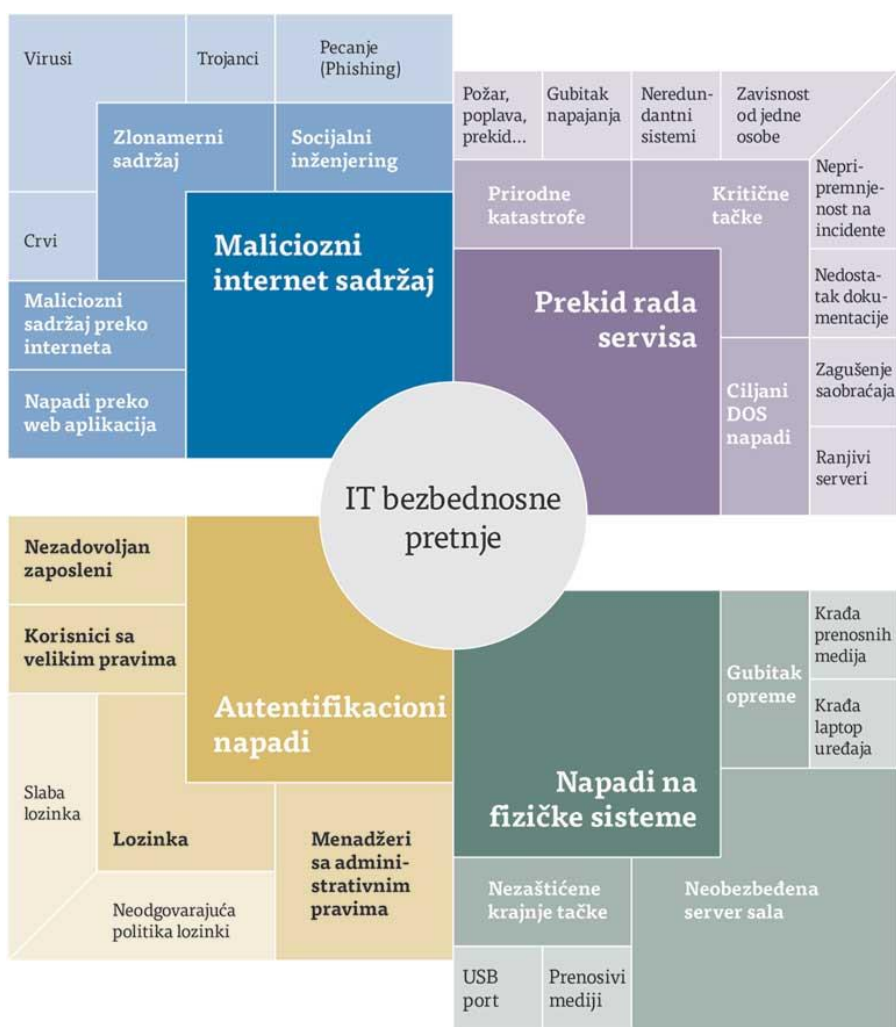 Virusi
Trojanci
Pecanje
(Phishing)
Zlonamerni
sadržaj
Socijalni
inženjering
Crvi
Maliciozni
internet sadržaj
Maliciozni
sadržaj preko
interneta
Napadi preko
web aplikacija
Požar,
poplava,
prekid...
Gubitak
napajanja
Neredun-
dantni
sistemi
Zavisnost
od jedne
osobe
Prirodne
katastrofe
Kritične
tačke
Nepri-
premnje-
nost na
incidente
Prekid rada
servisa
Nedosta-
tak doku-
mentacije
Ciljani
DOS
napadi
Zagušenje
saobraćaja
Ranjivi
serveri
IT bezbednosne
pretnje
Nezadovoljan
zaposleni
Korisnici sa
velikim pravima
Autentifikacioni
napadi
Slaba
lozinka
Lozinka
Menadžeri
sa admini-
strativnim
pravima
Neodgovarajuća
politika lozinki
Gubitak
opreme
Krađa
prenosnih
medija
Krađa
laptop
uređaja
Napadi na
fizičke sisteme
Nezaštićene
krajnje tačke
Neobezbeđena
server sala
USB
port
Prenosivi
mediji